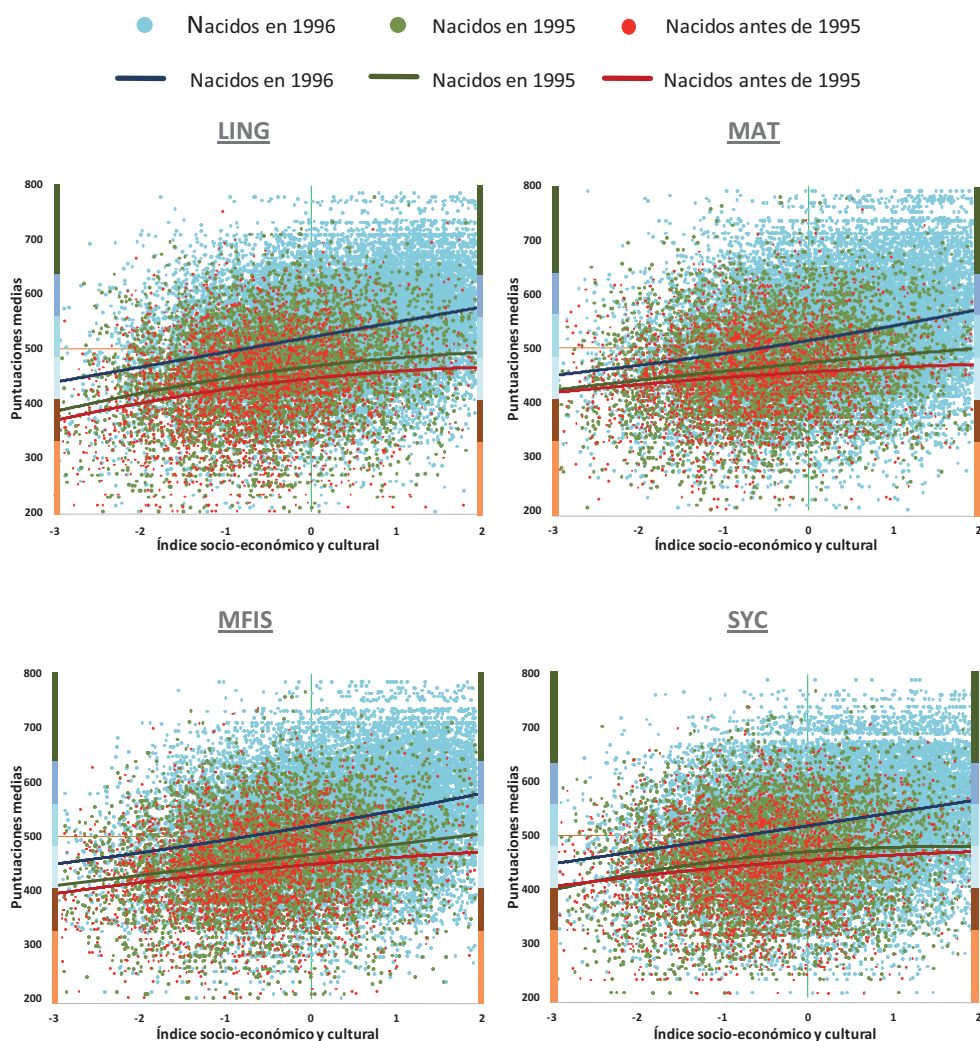 Nacidos en 1996 Nacidos en 1995 Nacidos antes de 1995
Nacidos en 1996 Nacidos en 1995 Nacidos antes de 1995
LING
Puntuaciones medias
800
700
600
500
400
300
200
-3 -2 -1 0 1 2
Índice socio-económico y cultural
MAT
Puntuaciones medias
800
700
600
500
400
300
200
-3 -2 -1 0 1 2
Índice socio-económico y cultural
MFIS
Puntuaciones medias
800
700
600
500
400
300
200
-3 -2 -1 0 1 2
Índice socio-económico y cultural
SYC
Puntuaciones medias
800
700
600
500
400
300
200
-3 -2 -1 0 1 2
Índice socio-económico y cultural